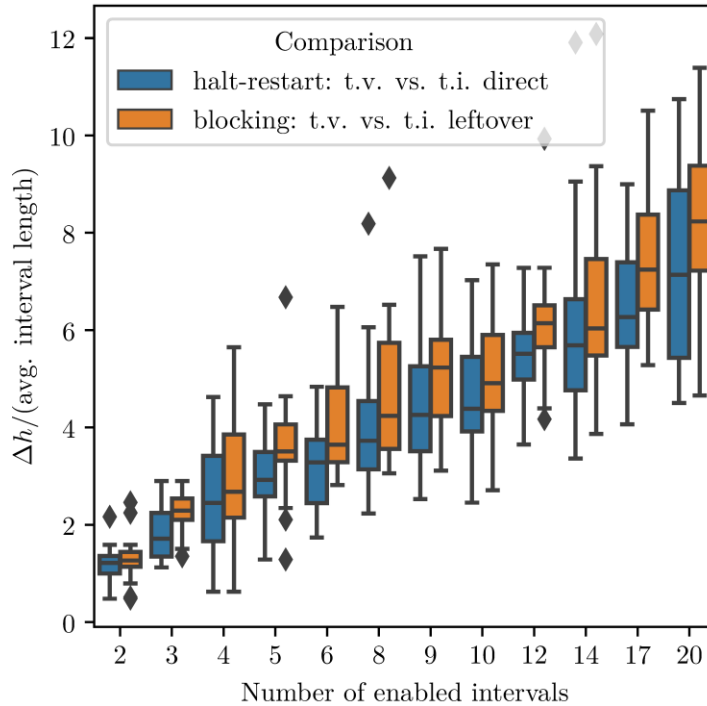 Comparison
halt-restart: t.v. vs. t.i. direct
blocking: t.v. vs. t.i. leftover
Δh/(avg. interval length)
12
10
8
6
4
2
0
2 3 4 5 6 8 9 10 12 14 17 20
Number of enabled intervals